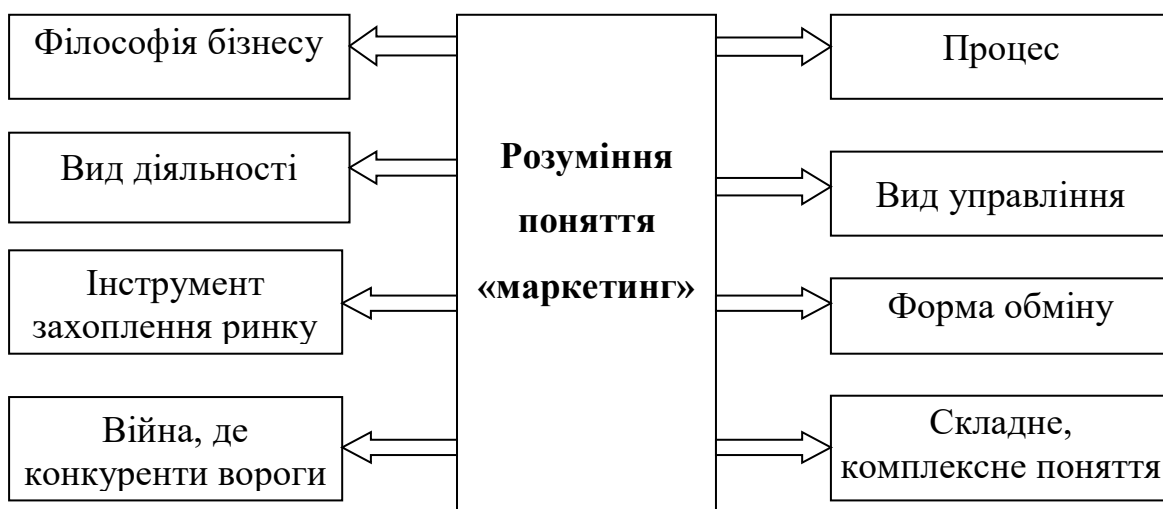 Філософія бізнесу
Вид діяльності
Інструмент
захоплення ринку
Війна, де
конкуренти вороги
Розуміння
поняття
«маркетинг»
Процес
Вид управління
Форма обміну
Складне,
комплексне поняття